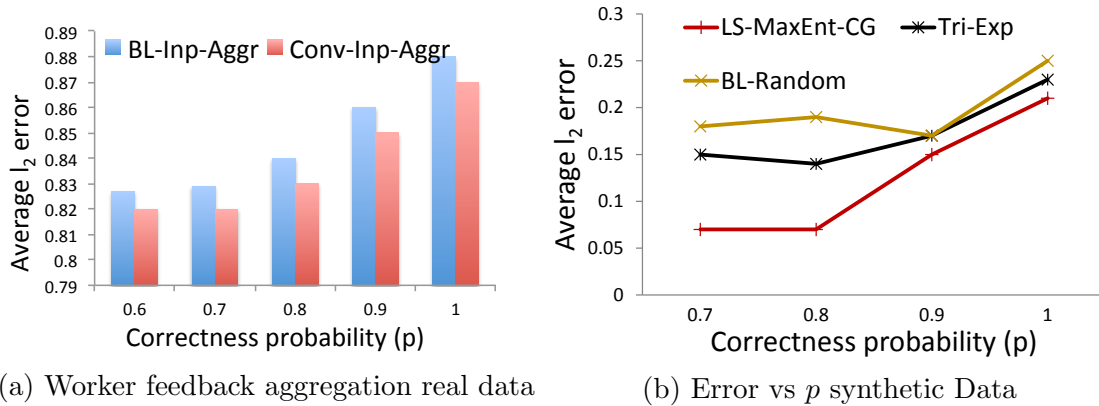 0.89
0.88
0.87
0.86
0.85
0.84
0.83
0.82
0.81
0.8
0.79
Average l₂ error
BL-Inp-Aggr Conv-Inp-Aggr
0.6 0.7 0.8 0.9 1
Correctness probability (p)
(a) Worker feedback aggregation real data
0.3
0.25
0.2
0.15
0.1
0.05
0
Average l₂ error
LS-MaxEnt-CG Tri-Exp
BL-Random
0.7 0.8 0.9 1
Correctness probability (p)
(b) Error vs p synthetic Data